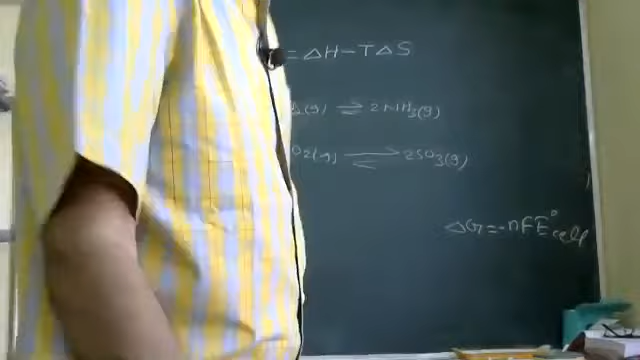 = ΔH - TΔS
(g) ⇌ 2NH₃(g)
O₂(g) ⇌ 2SO₃(g)
ΔG = -nFE°cell